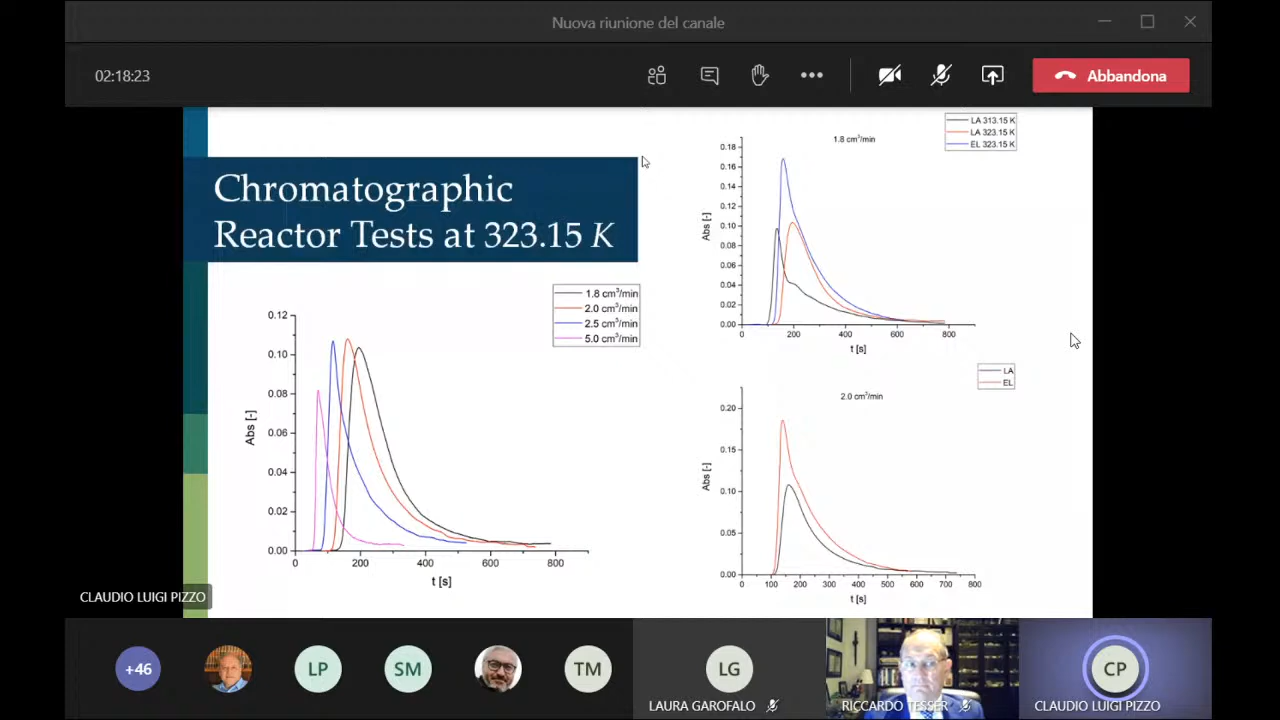 Nuova riunione del canale
02:18:23
Abbandona
Chromatographic
Reactor Tests at 323.15 K
1.8 cm³/min
2.0 cm³/min
2.5 cm³/min
5.0 cm³/min
0.12
0.10
0.08
0.06
0.04
0.02
0.00
Abs [-]
0
200
400
600
800
t [s]
LA 313.15 K
LA 323.15 K
EL 323.15 K
1.8 cm³/min
0.18
0.16
0.14
0.12
0.10
0.08
0.06
0.04
0.02
0.00
Abs [-]
0
200
400
600
800
t [s]
LA
EL
2.0 cm³/min
0.20
0.15
0.10
0.05
0.00
Abs [-]
0
100
200
300
400
500
600
700
800
t [s]
CLAUDIO LUIGI PIZZO
+46
LP
SM
TM
LG
LAURA GAROFALO
RICCARDO TESSER
CP
CLAUDIO LUIGI PIZZO